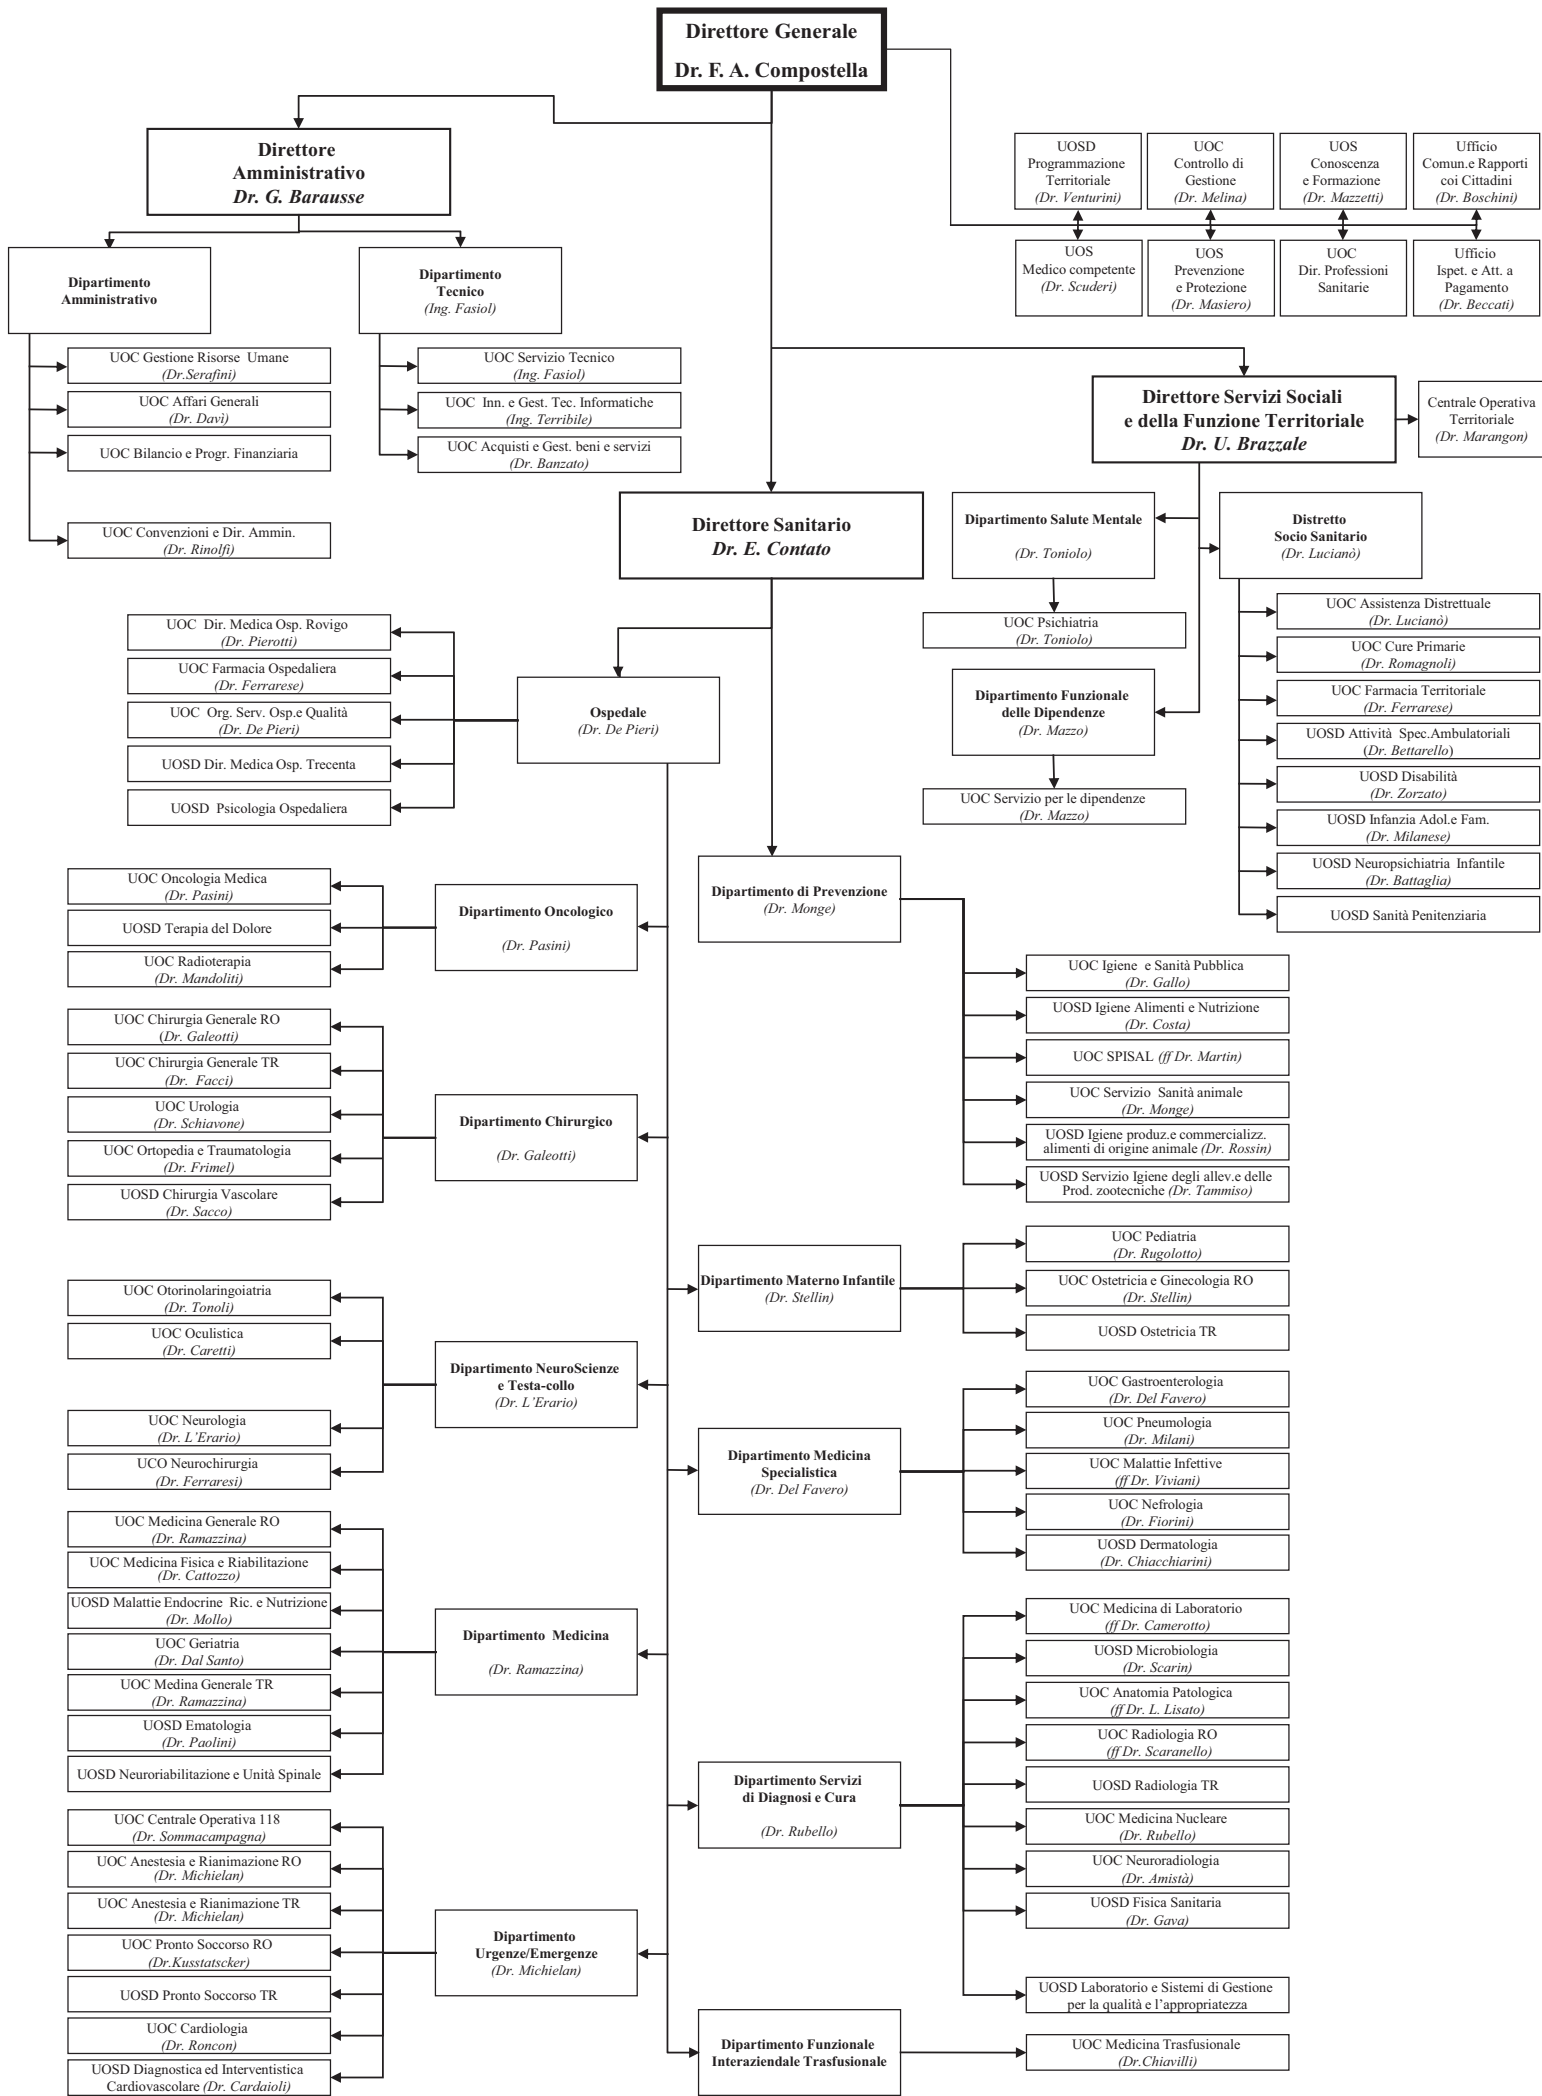 Direttore Generale
Dr. F. A. Compostella
Direttore
Amministrativo
Dr. G. Barausse
UOSD
Programmazione
Territoriale
(Dr. Venturini)
UOC
Controllo di
Gestione
(Dr. Melina)
UOS
Conoscenza
e Formazione
(Dr. Mazzetti)
Ufficio
Comun.e Rapporti
coi Cittadini
(Dr. Boschini)
UOS
Medico competente
(Dr. Scuderi)
UOS
Prevenzione
e Protezione
(Dr. Masiero)
UOC
Dir. Professioni
Sanitarie
Ufficio
Ispet. e Att. a
Pagamento
(Dr. Beccati)
Dipartimento
Amministrativo
Dipartimento
Tecnico
(Ing. Fasiol)
UOC Gestione Risorse Umane
(Dr.Serafini)
UOC Affari Generali
(Dr. Davì)
UOC Bilancio e Progr. Finanziaria
UOC Convenzioni e Dir. Ammin.
(Dr. Rinolfi)
UOC Servizio Tecnico
(Ing. Fasiol)
UOC Inn. e Gest. Tec. Informatiche
(Ing. Terribile)
UOC Acquisti e Gest. beni e servizi
(Dr. Banzato)
Direttore Servizi Sociali
e della Funzione Territoriale
Dr. U. Brazzale
Centrale Operativa
Territoriale
(Dr. Marangon)
Direttore Sanitario
Dr. E. Contato
Dipartimento Salute Mentale
(Dr. Toniolo)
UOC Psichiatria
(Dr. Toniolo)
Dipartimento Funzionale
delle Dipendenze
(Dr. Mazzo)
UOC Servizio per le dipendenze
(Dr. Mazzo)
Distretto
Socio Sanitario
(Dr. Lucianò)
UOC Assistenza Distrettuale
(Dr. Lucianò)
UOC Cure Primarie
(Dr. Romagnoli)
UOC Farmacia Territoriale
(Dr. Ferrarese)
UOSD Attività Spec.Ambulatoriali
(Dr. Bettarello)
UOSD Disabilità
(Dr. Zorzato)
UOSD Infanzia Adol.e Fam.
(Dr. Milanese)
UOSD Neuropsichiatria Infantile
(Dr. Battaglia)
UOSD Sanità Penitenziaria
UOC Dir. Medica Osp. Rovigo
(Dr. Pierotti)
UOC Farmacia Ospedaliera
(Dr. Ferrarese)
UOC Org. Serv. Osp.e Qualità
(Dr. De Pieri)
UOSD Dir. Medica Osp. Trecenta
UOSD Psicologia Ospedaliera
Ospedale
(Dr. De Pieri)
Dipartimento di Prevenzione
(Dr. Monge)
UOC Igiene e Sanità Pubblica
(Dr. Gallo)
UOSD Igiene Alimenti e Nutrizione
(Dr. Costa)
UOC SPISAL (ff Dr. Martin)
UOC Servizio Sanità animale
(Dr. Monge)
UOSD Igiene produz.e commercializz.
alimenti di origine animale (Dr. Rossin)
UOSD Servizio Igiene degli allev.e delle
Prod. zootecniche (Dr. Tammiso)
UOC Oncologia Medica
(Dr. Pasini)
UOSD Terapia del Dolore
UOC Radioterapia
(Dr. Mandoliti)
Dipartimento Oncologico
(Dr. Pasini)
UOC Chirurgia Generale RO
(Dr. Galeotti)
UOC Chirurgia Generale TR
(Dr. Facci)
UOC Urologia
(Dr. Schiavone)
UOC Ortopedia e Traumatologia
(Dr. Frimel)
UOSD Chirurgia Vascolare
(Dr. Sacco)
Dipartimento Chirurgico
(Dr. Galeotti)
Dipartimento Materno Infantile
(Dr. Stellin)
UOC Pediatria
(Dr. Rugolotto)
UOC Ostetricia e Ginecologia RO
(Dr. Stellin)
UOSD Ostetricia TR
UOC Otorinolaringoiatria
(Dr. Tonoli)
UOC Oculistica
(Dr. Caretti)
UOC Neurologia
(Dr. L'Erario)
UCO Neurochirurgia
(Dr. Ferraresi)
Dipartimento NeuroScienze
e Testa-collo
(Dr. L'Erario)
Dipartimento Medicina
Specialistica
(Dr. Del Favero)
UOC Gastroenterologia
(Dr. Del Favero)
UOC Pneumologia
(Dr. Milani)
UOC Malattie Infettive
(ff Dr. Viviani)
UOC Nefrologia
(Dr. Fiorini)
UOSD Dermatologia
(Dr. Chiacchiarini)
UOC Medicina Generale RO
(Dr. Ramazzina)
UOC Medicina Fisica e Riabilitazione
(Dr. Cattozzo)
UOSD Malattie Endocrine Ric. e Nutrizione
(Dr. Mollo)
UOC Geriatria
(Dr. Dal Santo)
UOC Medina Generale TR
(Dr. Ramazzina)
UOSD Ematologia
(Dr. Paolini)
UOSD Neuroriabilitazione e Unità Spinale
Dipartimento Medicina
(Dr. Ramazzina)
Dipartimento Servizi
di Diagnosi e Cura
(Dr. Rubello)
UOC Medicina di Laboratorio
(ff Dr. Camerotto)
UOSD Microbiologia
(Dr. Scarin)
UOC Anatomia Patologica
(ff Dr. L. Lisato)
UOC Radiologia RO
(ff Dr. Scaranello)
UOSD Radiologia TR
UOC Medicina Nucleare
(Dr. Rubello)
UOC Neuroradiologia
(Dr. Amistà)
UOSD Fisica Sanitaria
(Dr. Gava)
UOSD Laboratorio e Sistemi di Gestione
per la qualità e l'appropriatezza
UOC Centrale Operativa 118
(Dr. Sommacampagna)
UOC Anestesia e Rianimazione RO
(Dr. Michielan)
UOC Anestesia e Rianimazione TR
(Dr. Michielan)
UOC Pronto Soccorso RO
(Dr.Kusstatscker)
UOSD Pronto Soccorso TR
UOC Cardiologia
(Dr. Roncon)
UOSD Diagnostica ed Interventistica
Cardiovascolare (Dr. Cardaioli)
Dipartimento
Urgenze/Emergenze
(Dr. Michielan)
Dipartimento Funzionale
Interaziendale Trasfusionale
UOC Medicina Trasfusionale
(Dr.Chiavilli)